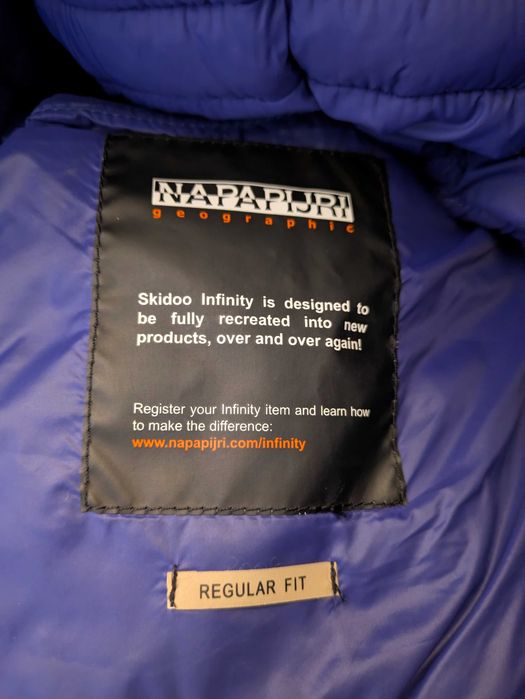 NAPAPIJRI
geographic
Skidoo Infinity is designed to
be fully recreated into new
products, over and over again!
Register your Infinity item and learn how
to make the difference:
www.napapijri.com/infinity
REGULAR FIT